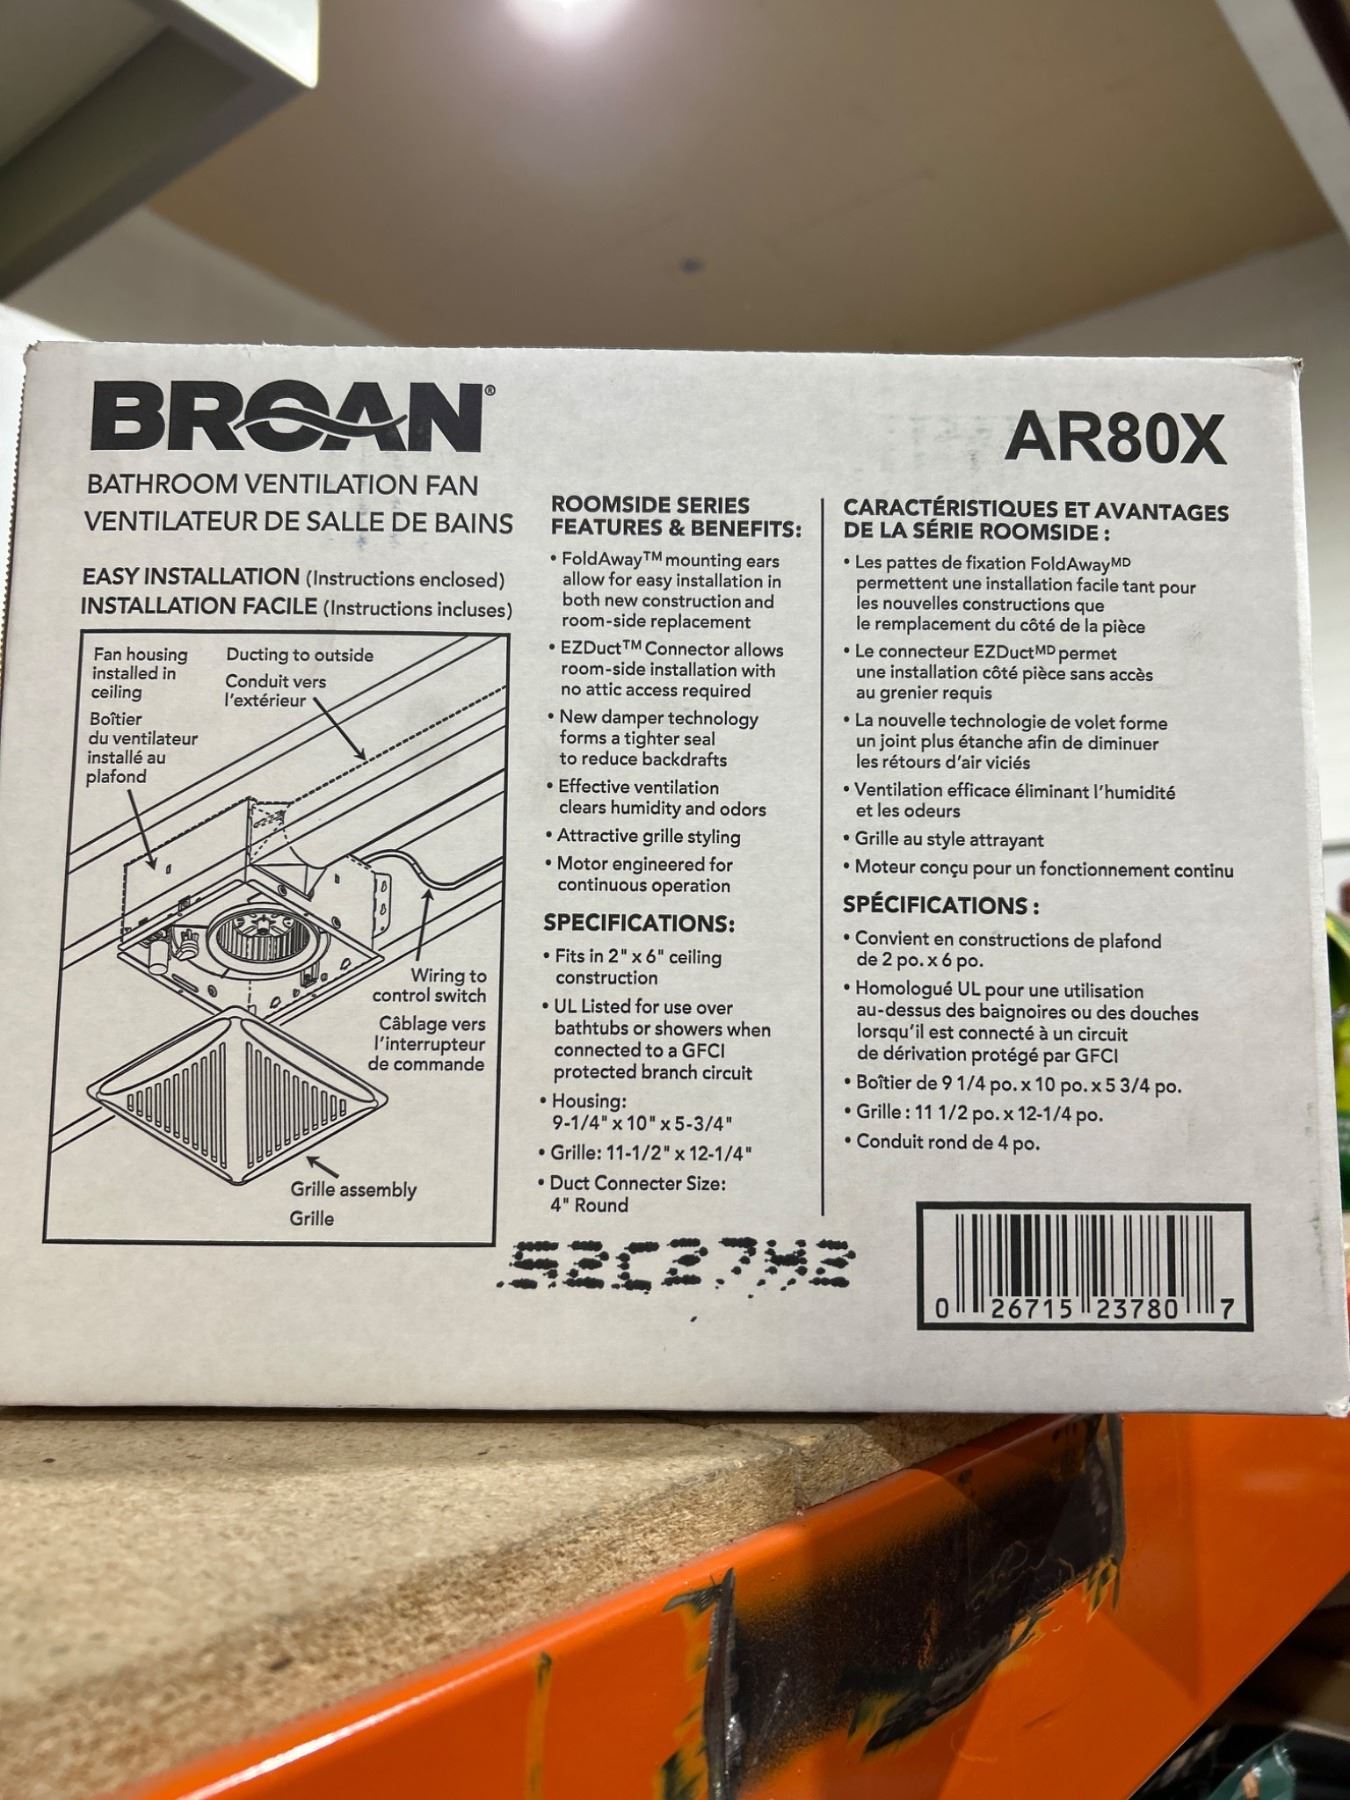 BROAN®
BATHROOM VENTILATION FAN
VENTILATEUR DE SALLE DE BAINS
EASY INSTALLATION (Instructions enclosed)
INSTALLATION FACILE (Instructions incluses)
Fan housing
installed in
ceiling
Boîtier
du ventilateur
installé au
plafond
Ducting to outside
Conduit vers
l'extérieur
Wiring to
control switch
Câblage vers
l'interrupteur
de commande
Grille assembly
Grille
ROOMSIDE SERIES
FEATURES & BENEFITS:
• FoldAway™ mounting ears
allow for easy installation in
both new construction and
room-side replacement
• EZDuct™ Connector allows
room-side installation with
no attic access required
• New damper technology
forms a tighter seal
to reduce backdrafts
• Effective ventilation
clears humidity and odors
• Attractive grille styling
• Motor engineered for
continuous operation
SPECIFICATIONS:
• Fits in 2" x 6" ceiling
construction
• UL Listed for use over
bathtubs or showers when
connected to a GFCI
protected branch circuit
• Housing:
9-1/4" x 10" x 5-3/4"
• Grille: 11-1/2" x 12-1/4"
• Duct Connecter Size:
4" Round
AR80X
CARACTÉRISTIQUES ET AVANTAGES
DE LA SÉRIE ROOMSIDE :
• Les pattes de fixation FoldAwayMD
permettent une installation facile tant pour
les nouvelles constructions que
le remplacement du côté de la pièce
• Le connecteur EZDuctMD permet
une installation côté pièce sans accès
au grenier requis
• La nouvelle technologie de volet forme
un joint plus étanche afin de diminuer
les rétours d'air viciés
• Ventilation efficace éliminant l'humidité
et les odeurs
• Grille au style attrayant
• Moteur conçu pour un fonctionnement continu
SPÉCIFICATIONS :
• Convient en constructions de plafond
de 2 po. x 6 po.
• Homologué UL pour une utilisation
au-dessus des baignoires ou des douches
lorsqu'il est connecté à un circuit
de dérivation protégé par GFCI
• Boîtier de 9 1/4 po. x 10 po. x 5 3/4 po.
• Grille : 11 1/2 po. x 12-1/4 po.
• Conduit rond de 4 po.
0 26715 23780 7